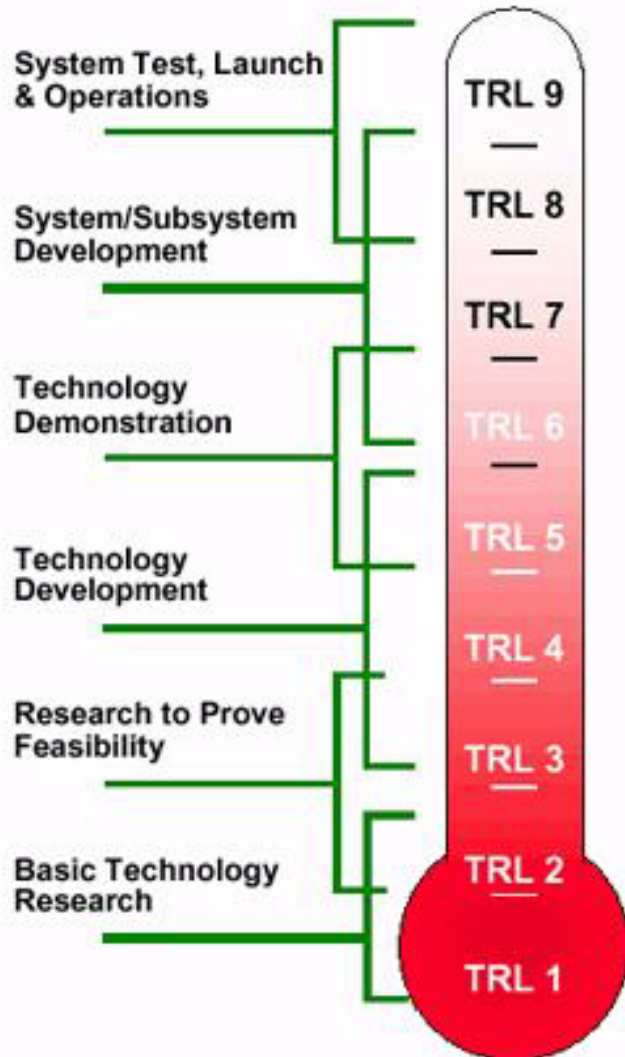 System Test, Launch
& Operations
System/Subsystem
Development
Technology
Demonstration
Technology
Development
Research to Prove
Feasibility
Basic Technology
Research
TRL 9
TRL 8
TRL 7
TRL 6
TRL 5
TRL 4
TRL 3
TRL 2
TRL 1